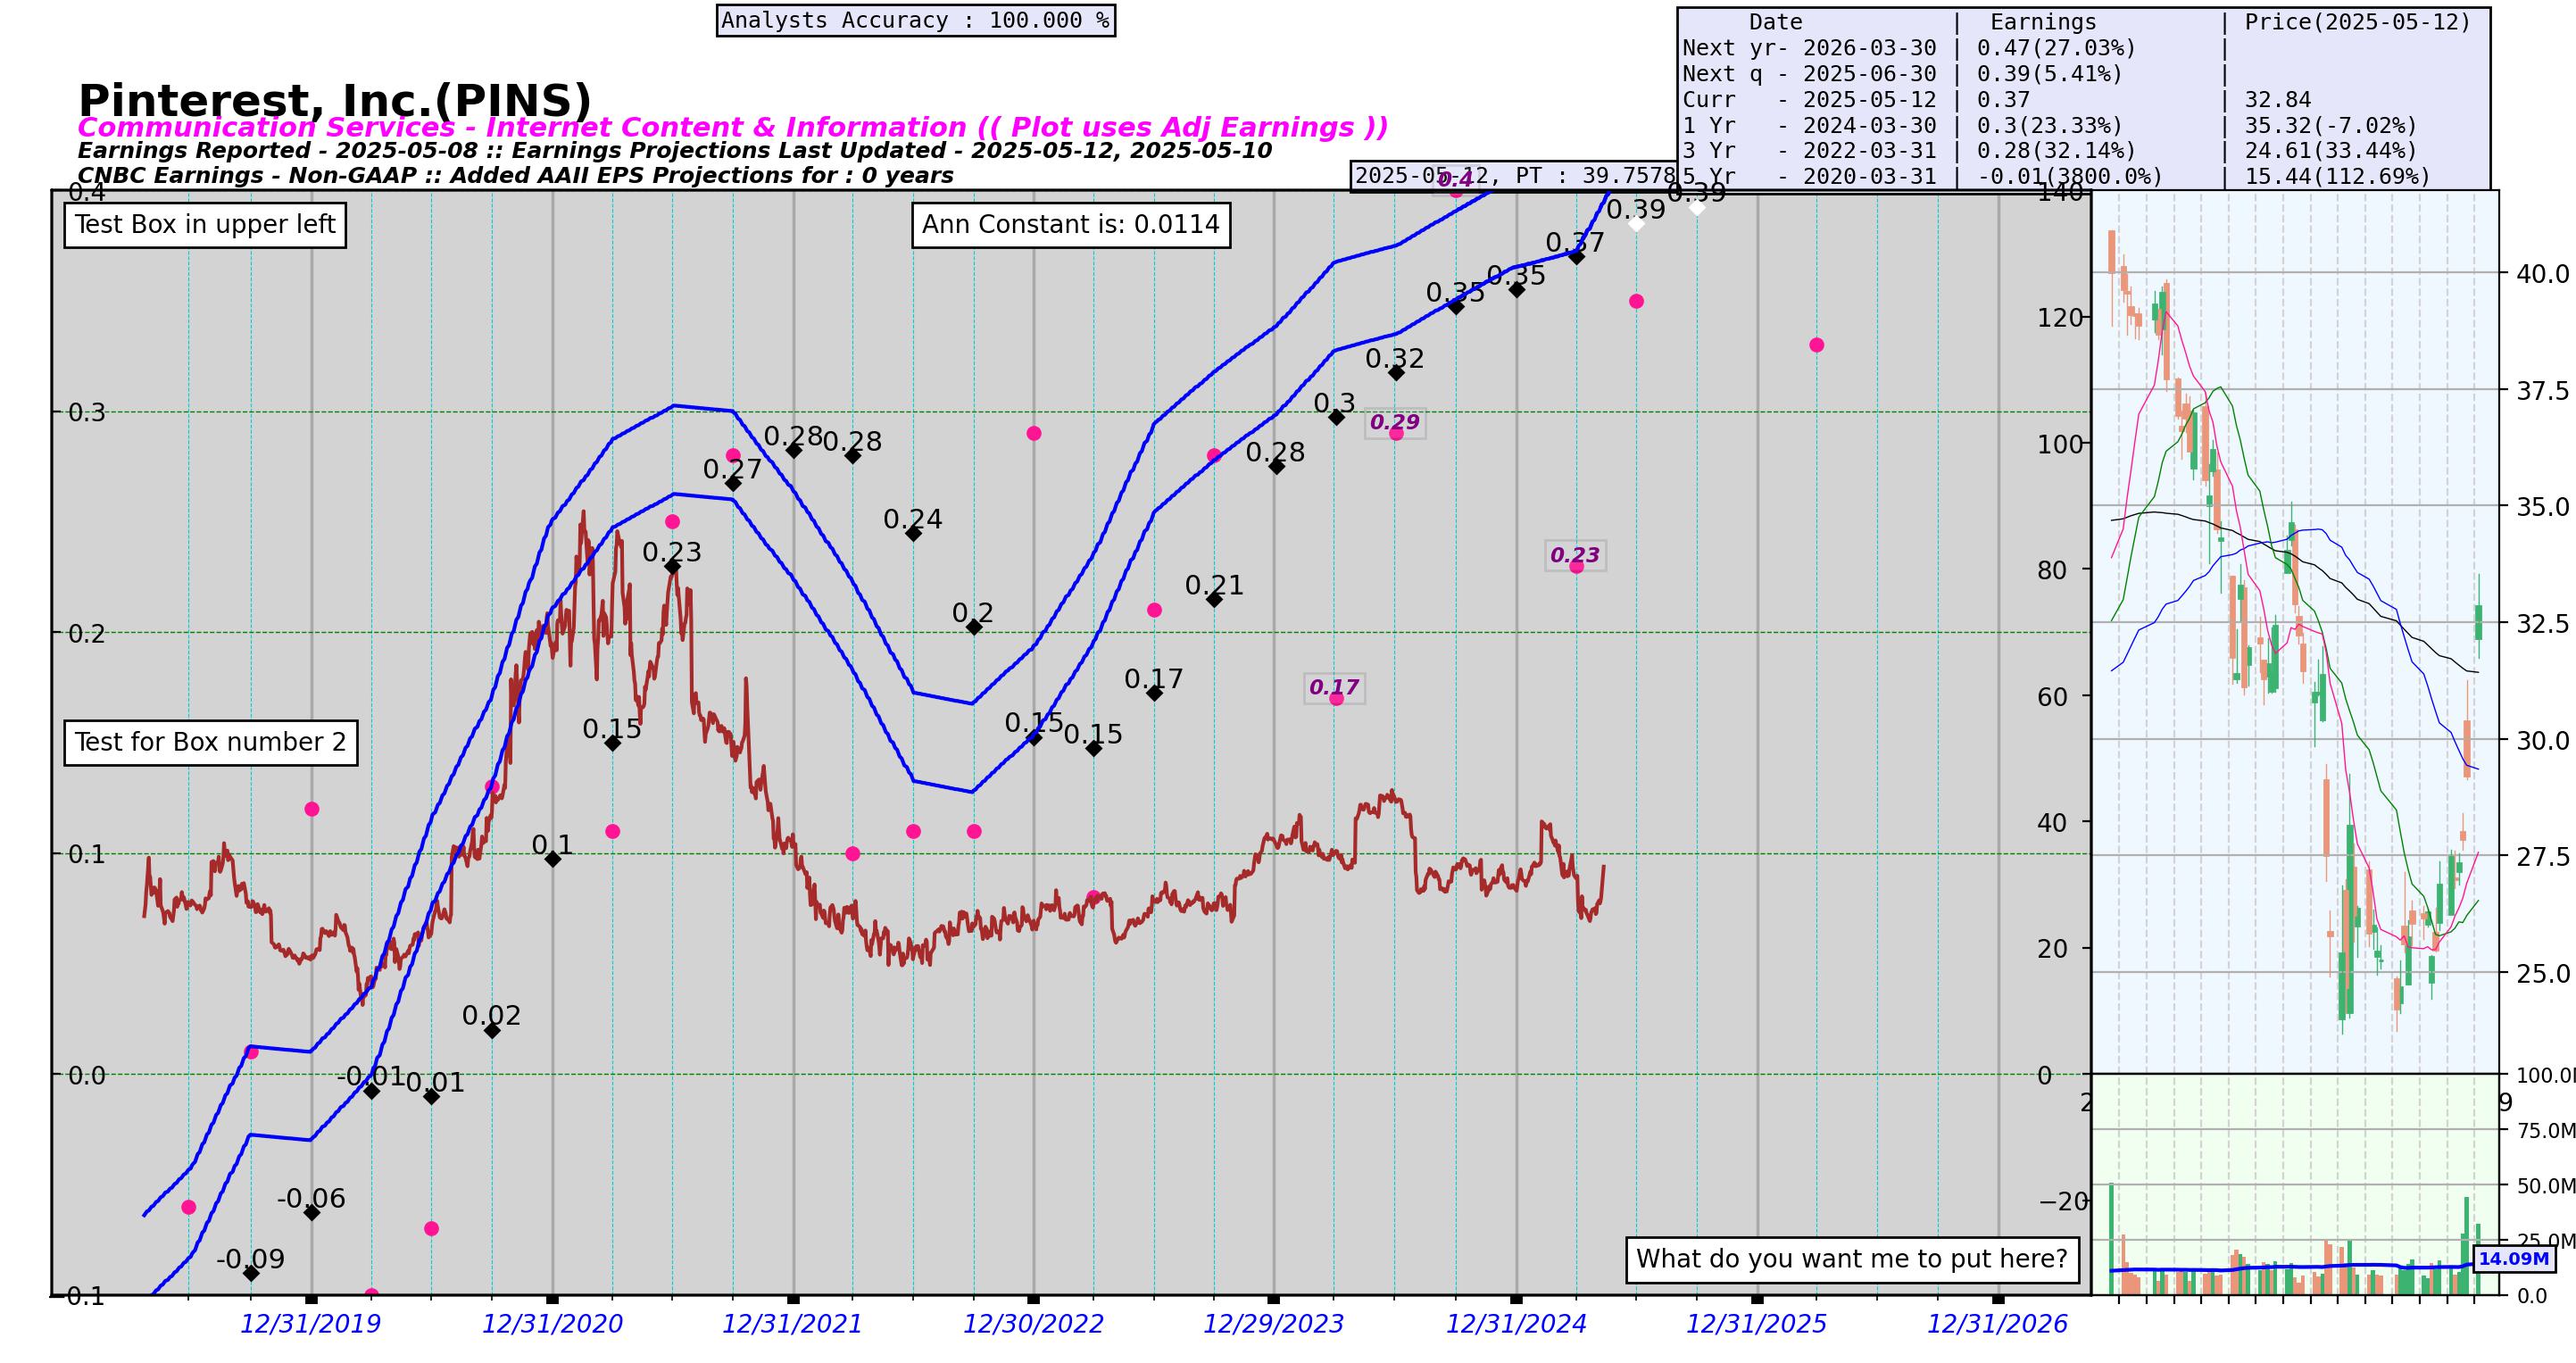 Analysts Accuracy : 100.000 %
Date | Earnings | Price(2025-05-12)
Next yr- 2026-03-30 | 0.47(27.03%) |
Next q - 2025-06-30 | 0.39(5.41%) |
Curr - 2025-05-12 | 0.37 | 32.84
1 Yr - 2024-03-30 | 0.3(23.33%) | 35.32(-7.02%)
3 Yr - 2022-03-31 | 0.28(32.14%) | 24.61(33.44%)
5 Yr - 2020-03-31 | -0.01(3800.0%) | 15.44(112.69%)
Pinterest, Inc.(PINS)
Communication Services - Internet Content & Information (( Plot uses Adj Earnings ))
Earnings Reported - 2025-05-08 :: Earnings Projections Last Updated - 2025-05-12, 2025-05-10
CNBC Earnings - Non-GAAP :: Added AAII EPS Projections for : 0 years
2025-05-12, PT : 39.7578
Test Box in upper left
Ann Constant is: 0.0114
Test for Box number 2
What do you want me to put here?
0.4
0.3
0.2
0.1
0.0
−0.1
-0.09
-0.06
-0.01
-0.01
0.02
0.1
0.15
0.23
0.27
0.28
0.28
0.24
0.2
0.15
0.15
0.17
0.21
0.28
0.3
0.32
0.35
0.35
0.37
0.39
0.39
0.17
0.29
0.4
0.23
140
120
100
80
60
40
20
0
−20
40.0
37.5
35.0
32.5
30.0
27.5
25.0
100.0M
75.0M
50.0M
25.0M
0.0
14.09M
2
9
12/31/2019
12/31/2020
12/31/2021
12/30/2022
12/29/2023
12/31/2024
12/31/2025
12/31/2026